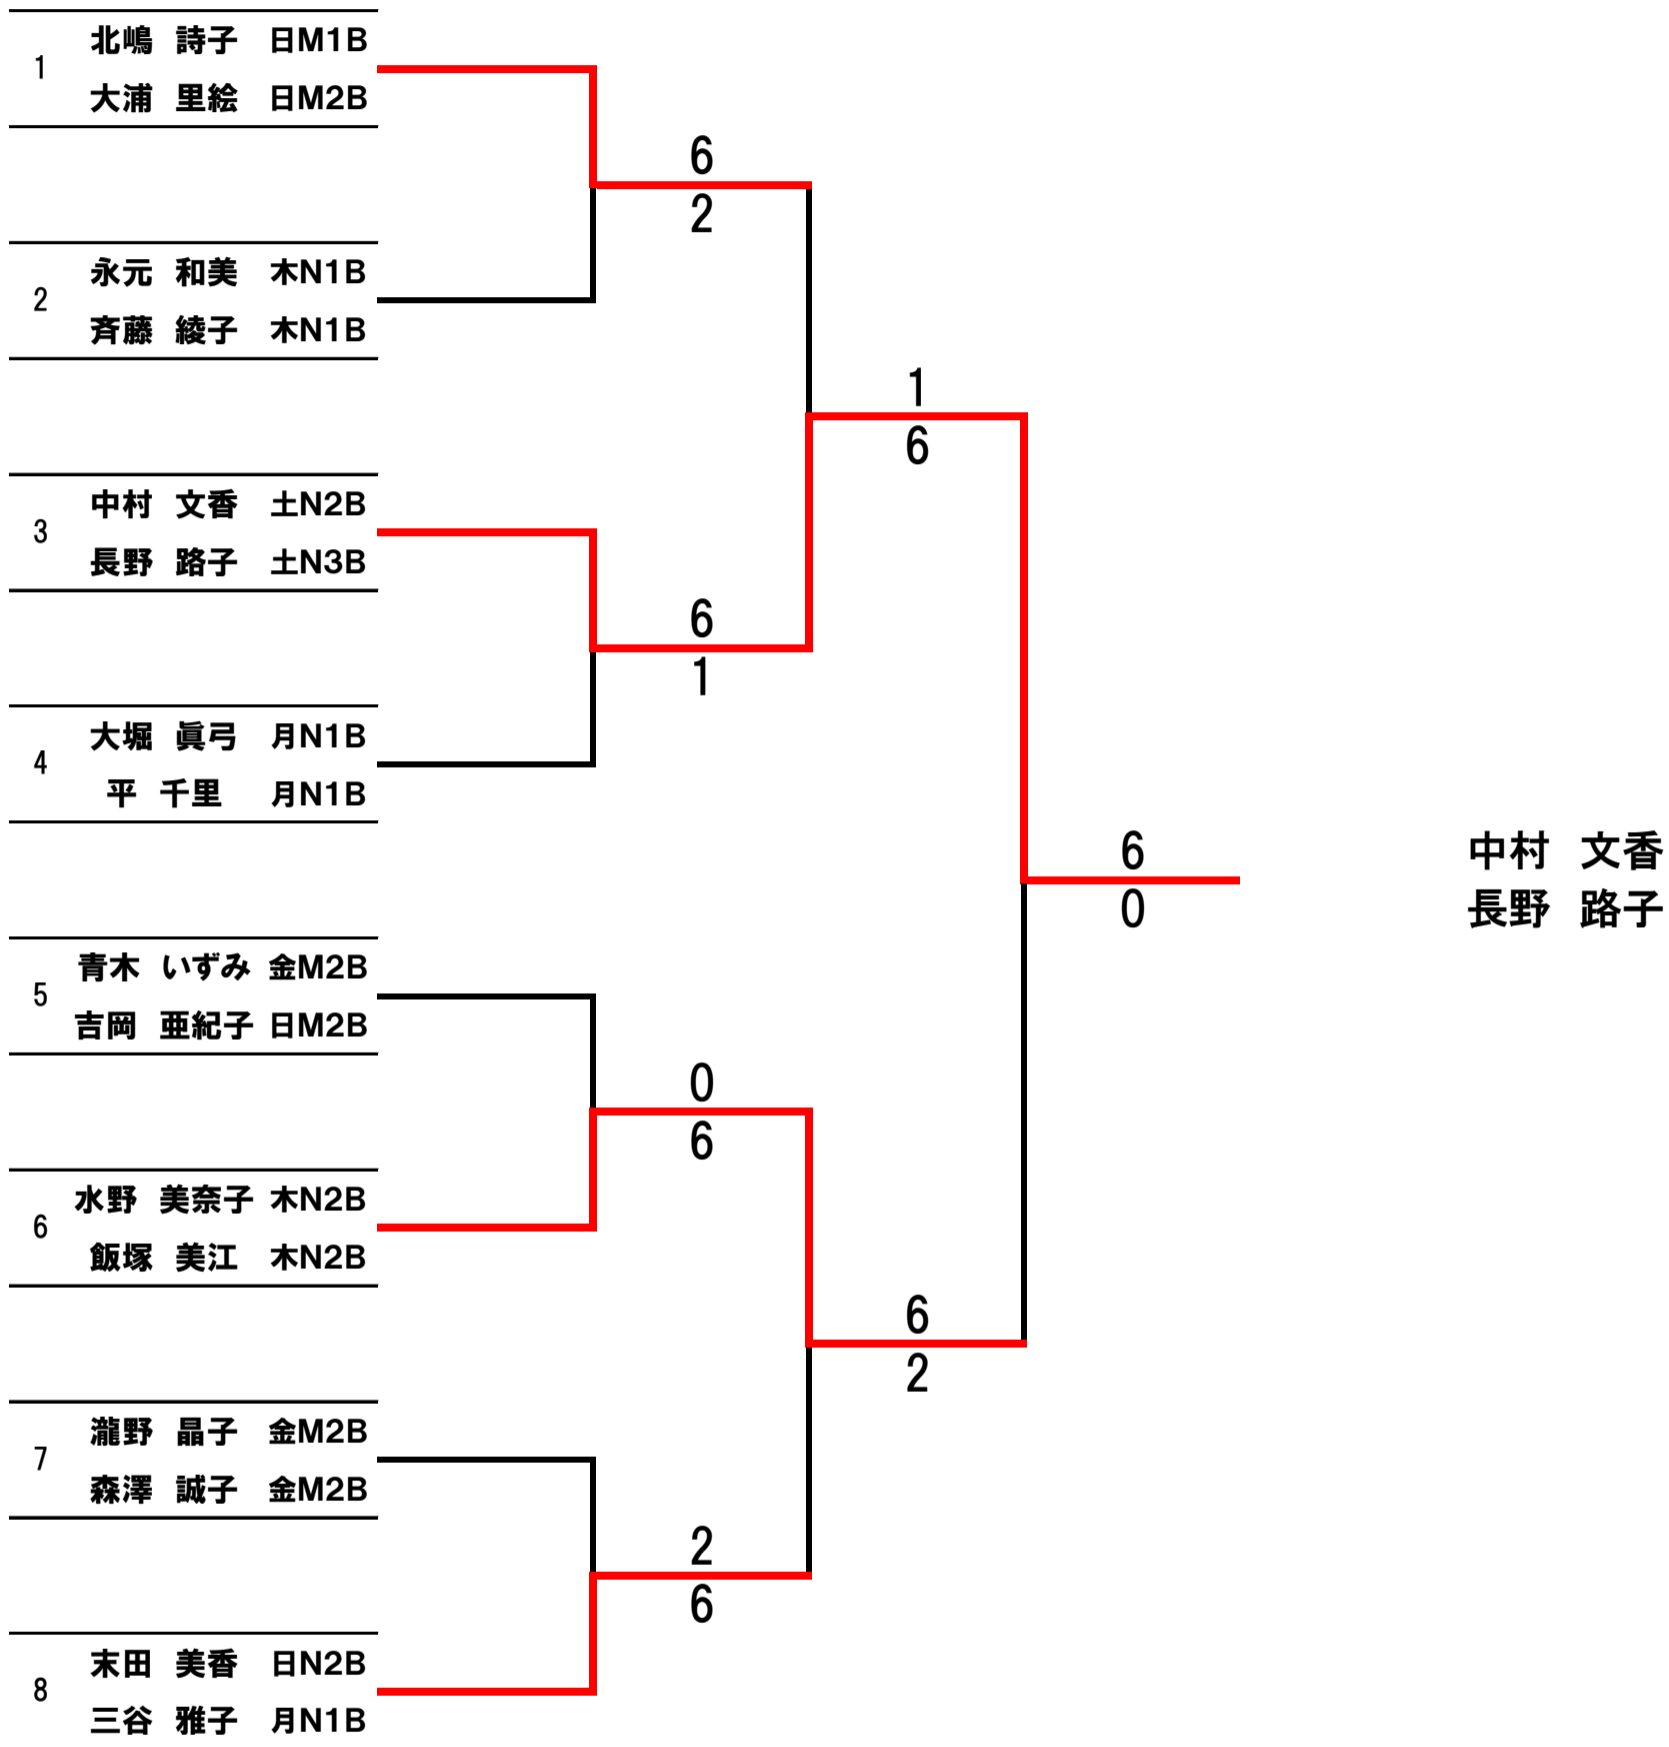 1
北嶋 詩子 日M1B
大浦 里絵 日M2B
6
2
2
永元 和美 木N1B
斉藤 綾子 木N1B
1
6
3
中村 文香 土N2B
長野 路子 土N3B
6
1
4
大堀 眞弓 月N1B
平 千里 月N1B
6
0
中村 文香
長野 路子
5
青木 いずみ 金M2B
吉岡 亜紀子 日M2B
0
6
6
水野 美奈子 木N2B
飯塚 美江 木N2B
6
2
7
瀧野 晶子 金M2B
森澤 誠子 金M2B
2
6
8
末田 美香 日N2B
三谷 雅子 月N1B